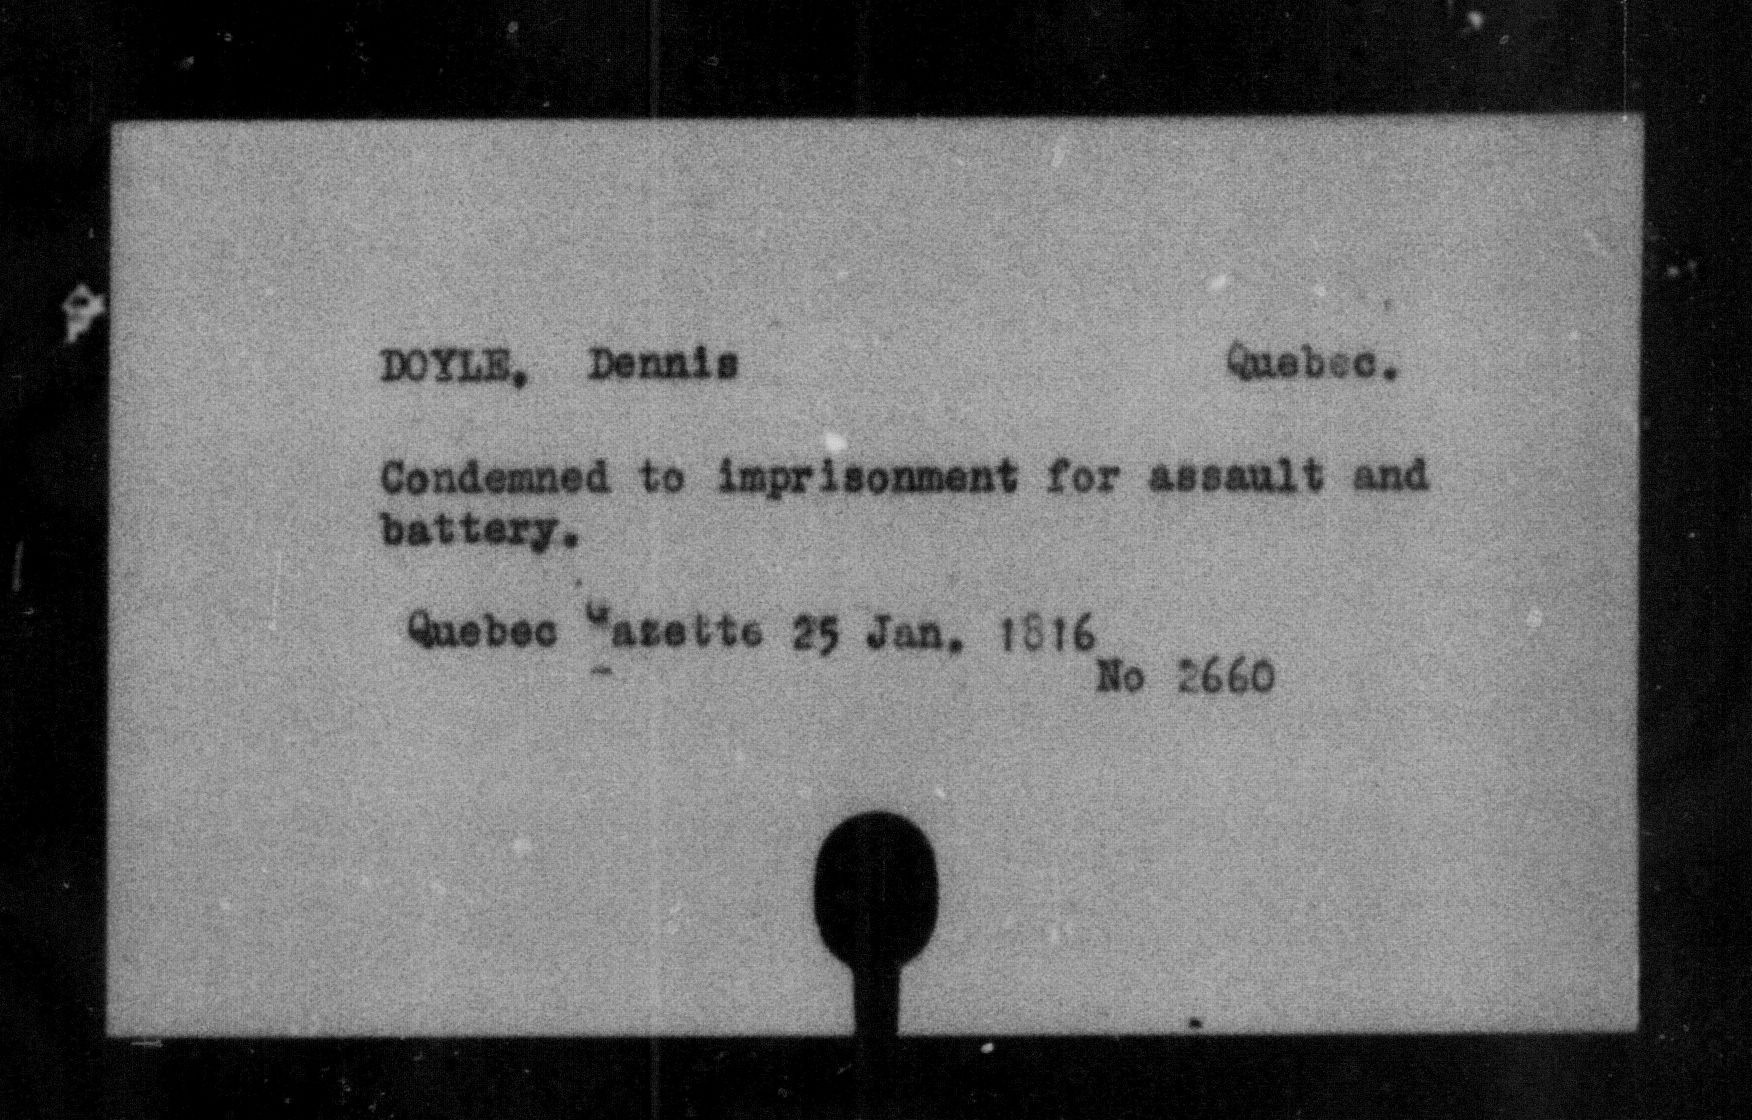 DOYLE, Dennis Quebec.
Condemned to imprisonment for assault and
battery.
Quebec Gazette 25 Jan. 1816
No 2660